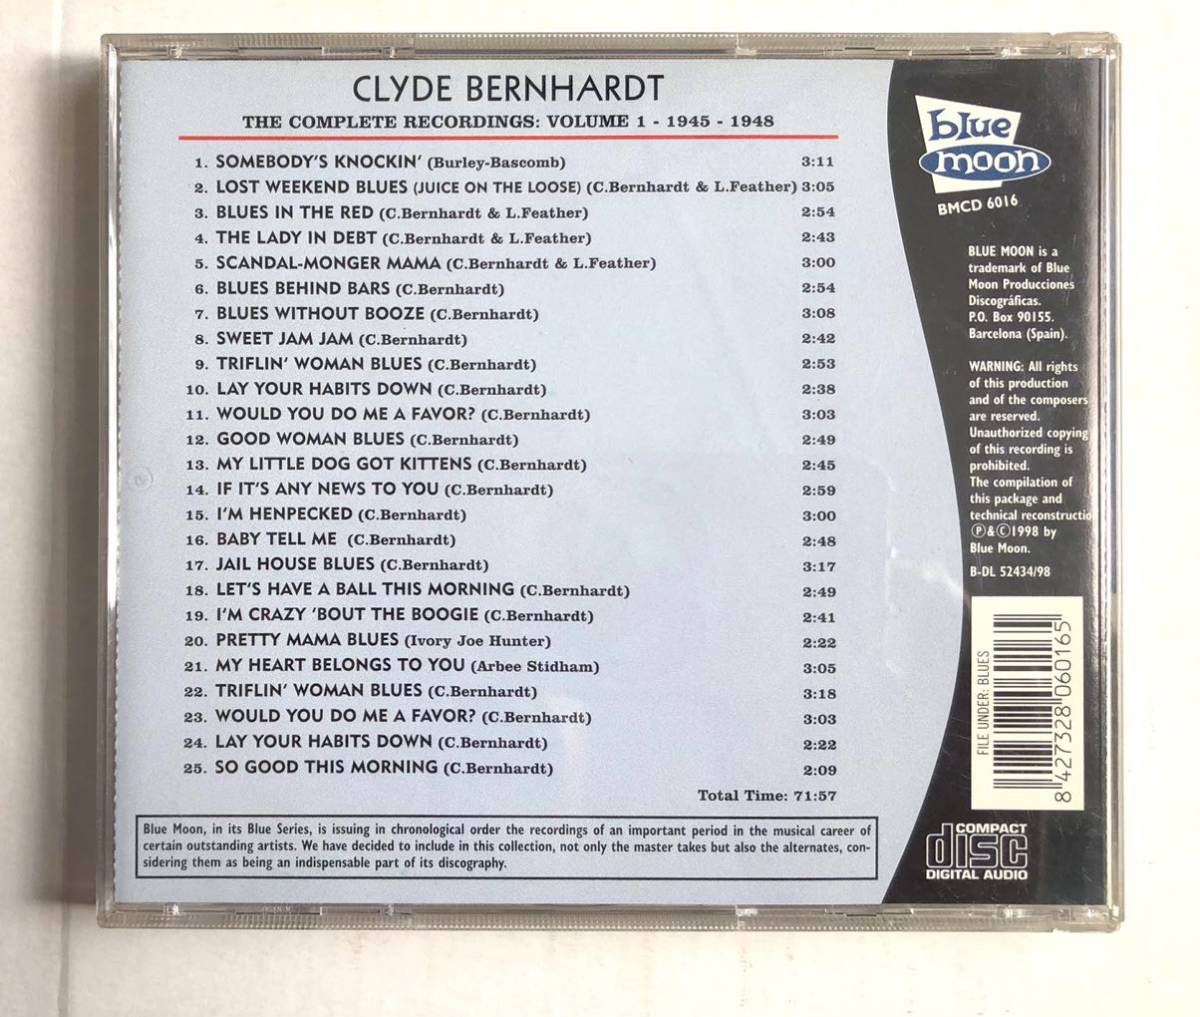 CLYDE BERNHARDT
THE COMPLETE RECORDINGS: VOLUME 1 - 1945 - 1948
1. SOMEBODY'S KNOCKIN' (Burley-Bascomb) 3:11
2. LOST WEEKEND BLUES (JUICE ON THE LOOSE) (C.Bernhardt & L.Feather) 3:05
3. BLUES IN THE RED (C.Bernhardt & L.Feather) 2:54
4. THE LADY IN DEBT (C.Bernhardt & L.Feather) 2:43
5. SCANDAL-MONGER MAMA (C.Bernhardt & L.Feather) 3:00
6. BLUES BEHIND BARS (C.Bernhardt) 2:54
7. BLUES WITHOUT BOOZE (C.Bernhardt) 3:08
8. SWEET JAM JAM (C.Bernhardt) 2:42
9. TRIFLIN' WOMAN BLUES (C.Bernhardt) 2:53
10. LAY YOUR HABITS DOWN (C.Bernhardt) 2:38
11. WOULD YOU DO ME A FAVOR? (C.Bernhardt) 3:03
12. GOOD WOMAN BLUES (C.Bernhardt) 2:49
13. MY LITTLE DOG GOT KITTENS (C.Bernhardt) 2:45
14. IF IT'S ANY NEWS TO YOU (C.Bernhardt) 2:59
15. I'M HENPECKED (C.Bernhardt) 3:00
16. BABY TELL ME (C.Bernhardt) 2:48
17. JAIL HOUSE BLUES (C.Bernhardt) 3:17
18. LET'S HAVE A BALL THIS MORNING (C.Bernhardt) 2:49
19. I'M CRAZY 'BOUT THE BOOGIE (C.Bernhardt) 2:41
20. PRETTY MAMA BLUES (Ivory Joe Hunter) 2:22
21. MY HEART BELONGS TO YOU (Arbee Stidham) 3:05
22. TRIFLIN' WOMAN BLUES (C.Bernhardt) 3:18
23. WOULD YOU DO ME A FAVOR? (C.Bernhardt) 3:03
24. LAY YOUR HABITS DOWN (C.Bernhardt) 2:22
25. SO GOOD THIS MORNING (C.Bernhardt) 2:09
Total Time: 71:57
Blue Moon, in its Blue Series, is issuing in chronological order the recordings of an important period in the musical career of
certain outstanding artists. We have decided to include in this collection, not only the master takes but also the alternates, con-
sidering them as being an indispensable part of its discography.
blue
moon
BMCD 6016
BLUE MOON is a
trademark of Blue
Moon Producciones
Discográficas.
P.O. Box 90155.
Barcelona (Spain).
WARNING: All rights
of this production
and of the composers
are reserved.
Unauthorized copying
of this recording is
prohibited.
The compilation of
this package and
technical reconstructio
Ⓟ&©1998 by
Blue Moon.
B-DL 52434/98
FILE UNDER: BLUES
8 427328 060165
COMPACT
disc
DIGITAL AUDIO